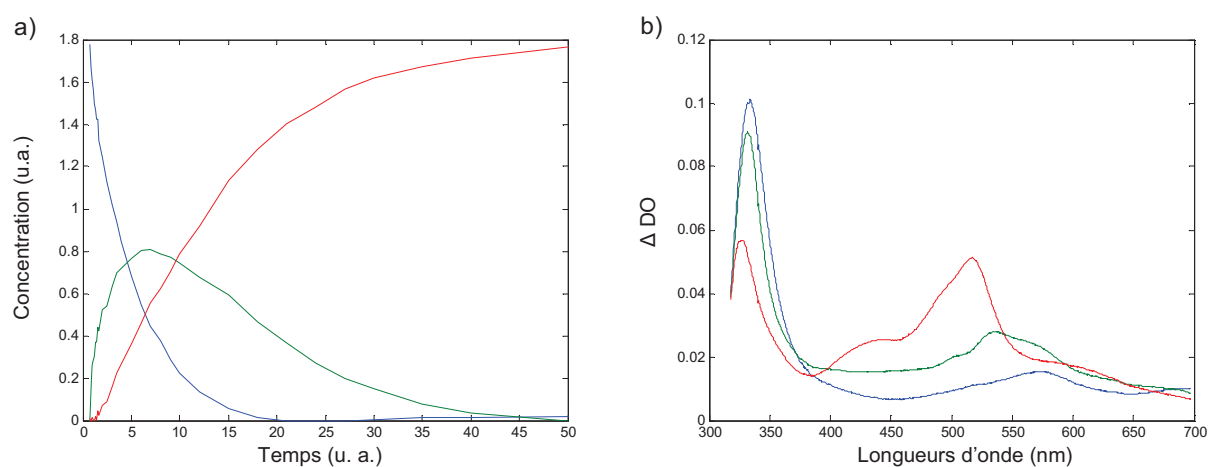 a)
1.8
1.6
1.4
1.2
1
0.8
0.6
0.4
0.2
0
Concentration (u.a.)
0 5 10 15 20 25 30 35 40 45 50
Temps (u. a.)
b)
0.12
0.1
0.08
0.06
0.04
0.02
0
Δ DO
300 350 400 450 500 550 600 650 700
Longueurs d'onde (nm)